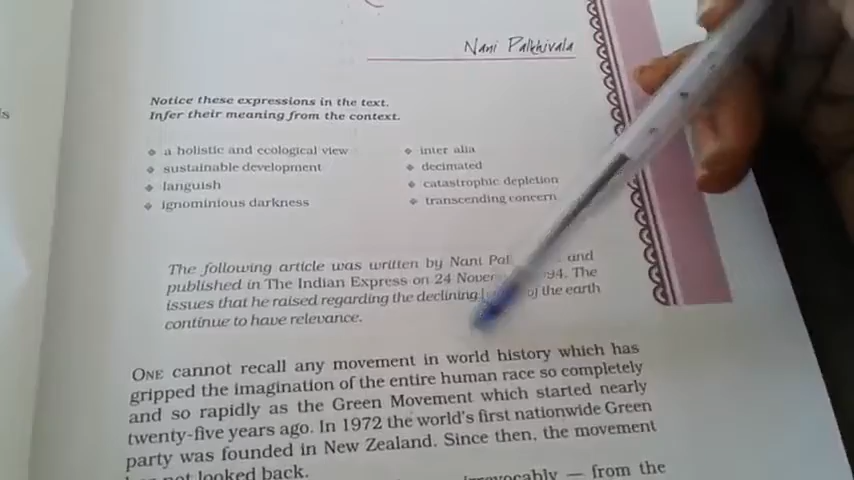 Nani Palkhivala
Notice these expressions in the text.
Infer their meaning from the context.
a holistic and ecological view
sustainable development
languish
ignominious darkness
inter alia
decimated
catastrophic depletion
transcending concern
The following article was written by Nani and
published in The Indian Express on 24 The
issues that he raised regarding the declining of the earth
continue to have relevance.
ONE cannot recall any movement in world history which has
gripped the imagination of the entire human race so completely
and so rapidly as the Green Movement which started nearly
twenty-five years ago. In 1972 the world's first nationwide Green
party was founded in New Zealand. Since then, the movement
not looked back.
irrevocably — from the